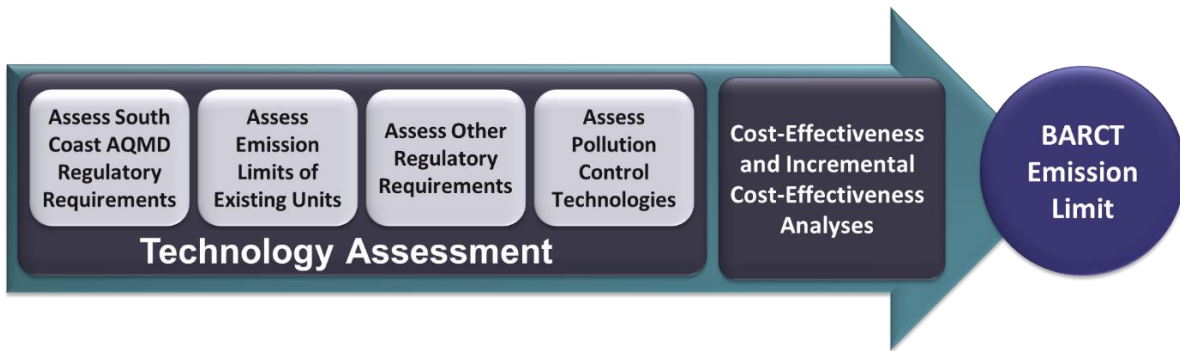 Assess South
Coast AQMD
Regulatory
Requirements
Assess
Emission
Limits of
Existing Units
Assess Other
Regulatory
Requirements
Assess
Pollution
Control
Technologies
Technology Assessment
Cost-Effectiveness
and Incremental
Cost-Effectiveness
Analyses
BARCT
Emission
Limit